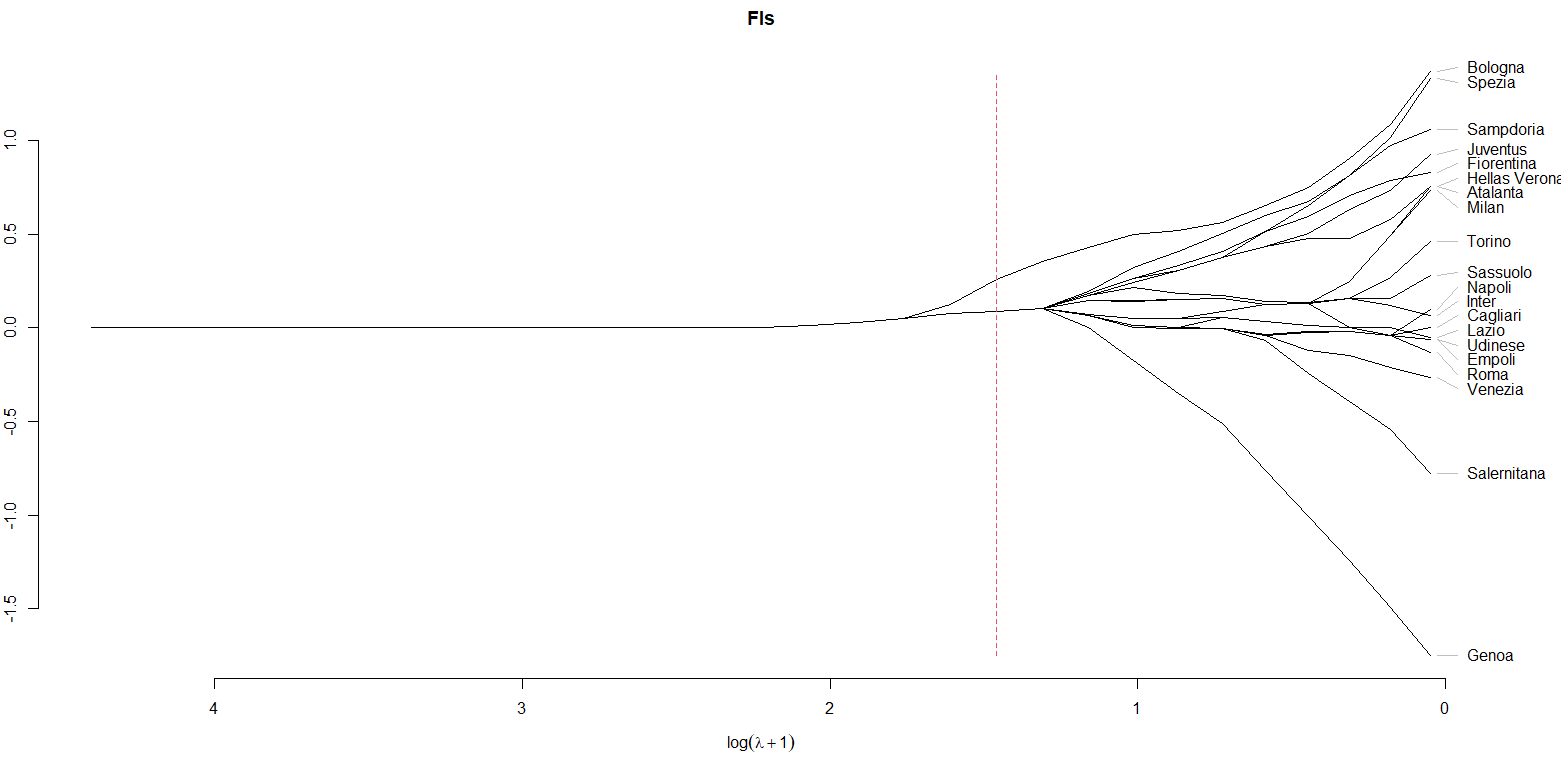 Fls
1.0
0.5
0.0
-0.5
-1.0
-1.5
Bologna
Spezia
Sampdoria
Juventus
Fiorentina
Hellas Verona
Atalanta
Milan
Torino
Sassuolo
Napoli
Inter
Cagliari
Lazio
Udinese
Empoli
Roma
Venezia
Salernitana
Genoa
4 3 2 1 0
log(λ + 1)